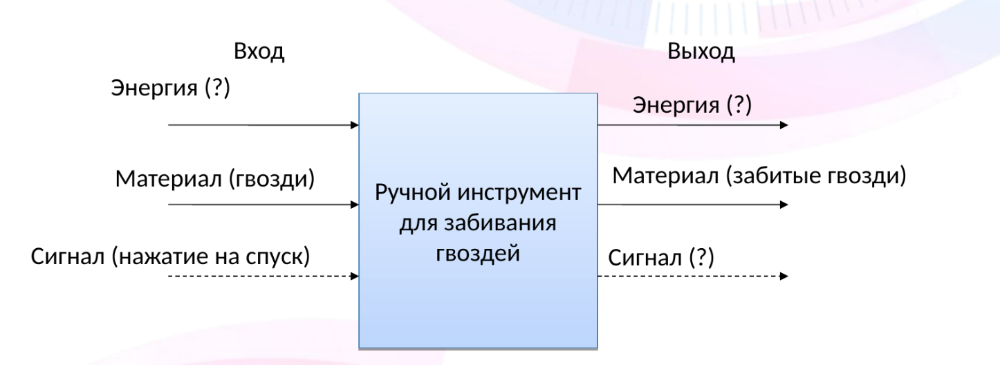 Вход
Выход
Энергия (?)
Энергия (?)
Материал (гвозди)
Материал (забитые гвозди)
Ручной инструмент
для забивания
гвоздей
Сигнал (нажатие на спуск)
Сигнал (?)